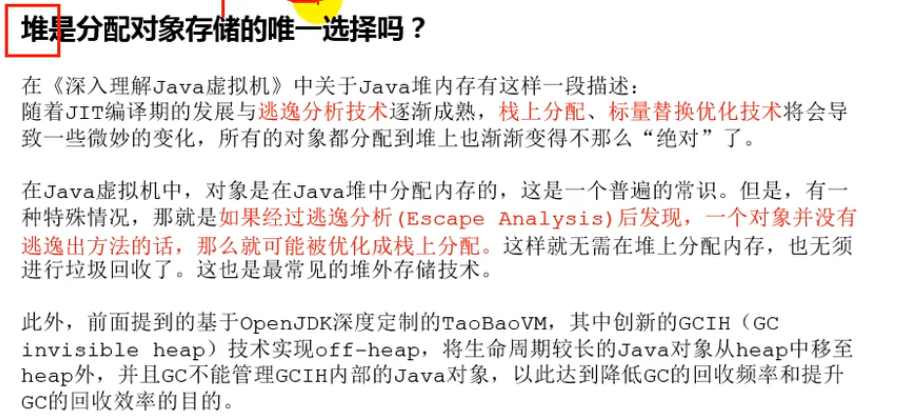 堆是分配对象存储的唯一选择吗？
在《深入理解Java虚拟机》中关于Java堆内存有这样一段描述：
随着JIT编译期的发展与逃逸分析技术逐渐成熟，栈上分配、标量替换优化技术将会导
致一些微妙的变化，所有的对象都分配到堆上也渐渐变得不那么“绝对”了。
在Java虚拟机中，对象是在Java堆中分配内存的，这是一个普遍的常识。但是，有一
种特殊情况，那就是如果经过逃逸分析(Escape Analysis)后发现，一个对象并没有
逃逸出方法的话，那么就可能被优化成栈上分配。这样就无需在堆上分配内存，也无须
进行垃圾回收了。这也是最常见的堆外存储技术。
此外，前面提到的基于OpenJDK深度定制的TaoBaoVM，其中创新的GCIH（GC
invisible heap）技术实现off-heap，将生命周期较长的Java对象从heap中移至
heap外，并且GC不能管理GCIH内部的Java对象，以此达到降低GC的回收频率和提升
GC的回收效率的目的。